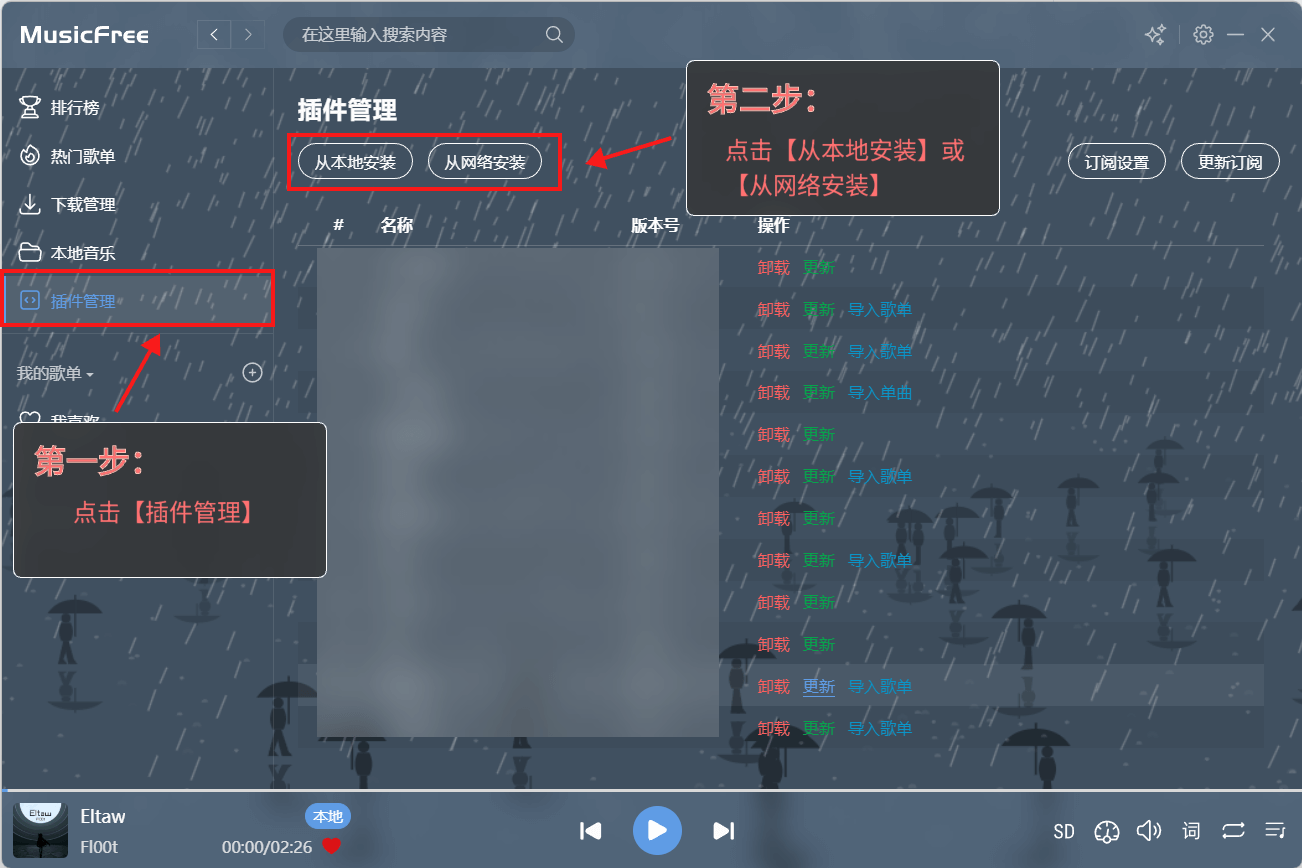 MusicFree
在这里输入搜索内容
排行榜
热门歌单
下载管理
本地音乐
插件管理
我的歌单
我喜欢
第一步：
点击【插件管理】
插件管理
从本地安装
从网络安装
第二步：
点击【从本地安装】或
【从网络安装】
订阅设置
更新订阅
# 名称 版本号 操作
卸载 更新
卸载 更新 导入歌单
卸载 更新 导入歌单
卸载 更新 导入单曲
卸载 更新
卸载 更新 导入歌单
卸载 更新
卸载 更新 导入歌单
卸载 更新
卸载 更新
卸载 更新 导入歌单
卸载 更新 导入歌单
Eltaw
Eltaw 本地
Fl00t 00:00/02:26
SD 词